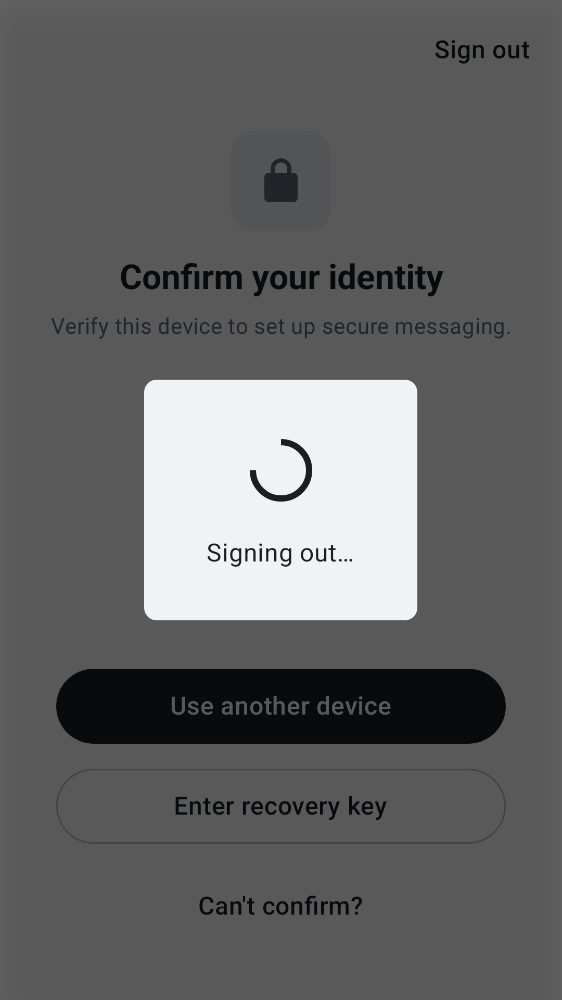 Sign out
Confirm your identity
Verify this device to set up secure messaging.
Signing out…
Use another device
Enter recovery key
Can't confirm?